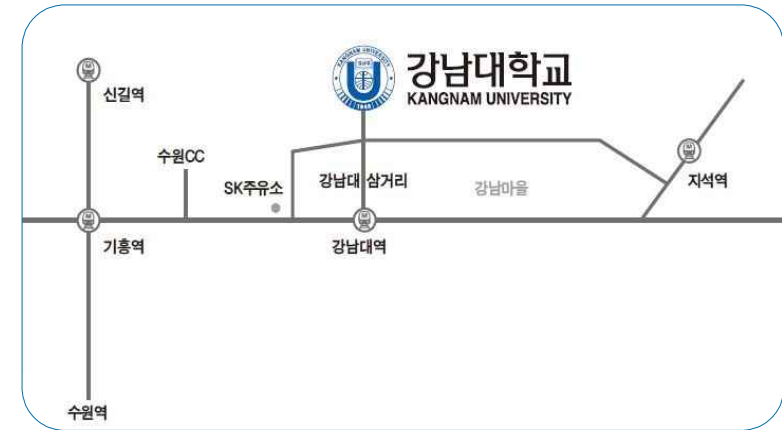 강남대학교
KANGNAM UNIVERSITY
신길역
수원CC
SK주유소
강남대 삼거리
강남마을
지석역
기흥역
강남대역
수원역